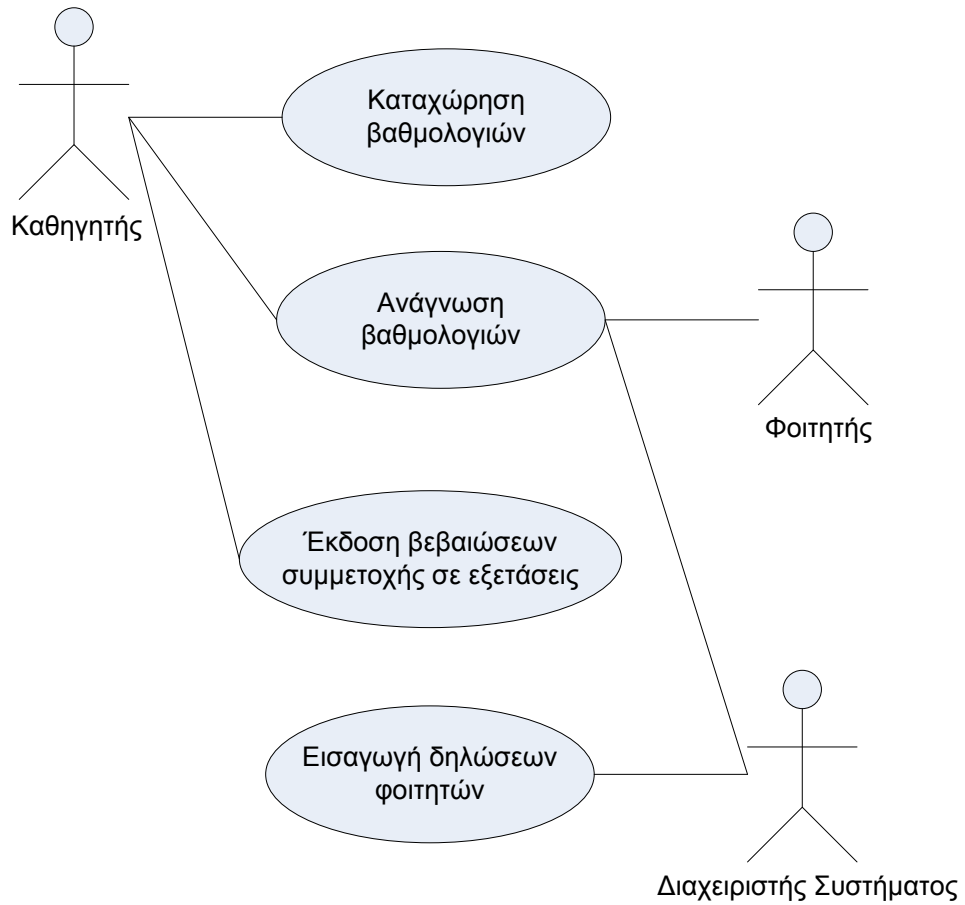 Καταχώρηση
βαθμολογιών
Καθηγητής
Ανάγνωση
βαθμολογιών
Φοιτητής
Έκδοση βεβαιώσεων
συμμετοχής σε εξετάσεις
Εισαγωγή δηλώσεων
φοιτητών
Διαχειριστής Συστήματος